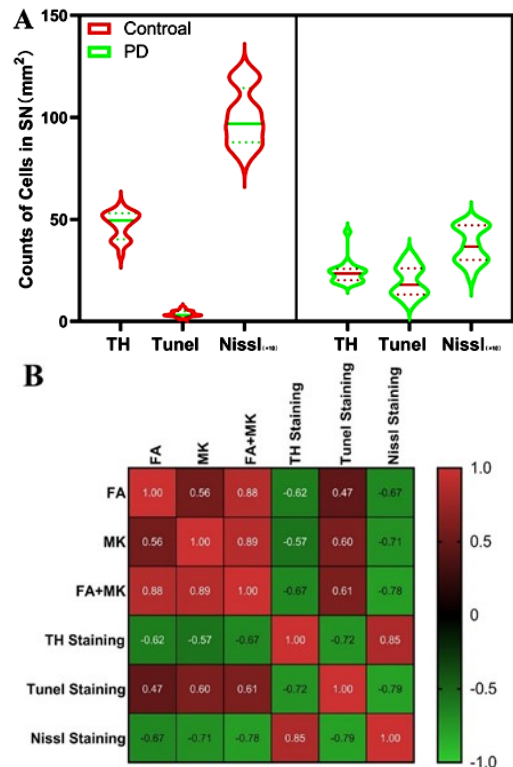 A
Controal
PD
Counts of Cells in SN(mm²)
150
100
50
0
TH Tunel Nissl(×10) TH Tunel Nissl(×10)
B
FA MK FA+MK TH Staining Tunel Staining Nissl Staining
FA 1.00 0.56 0.88 -0.62 0.47 -0.67
MK 0.56 1.00 0.89 -0.57 0.60 -0.71
FA+MK 0.88 0.89 1.00 -0.67 0.61 -0.78
TH Staining -0.62 -0.57 -0.67 1.00 -0.72 0.85
Tunel Staining 0.47 0.60 0.61 -0.72 1.00 -0.79
Nissl Staining -0.67 -0.71 -0.78 0.85 -0.79 1.00
1.0
0.5
0
-0.5
-1.0